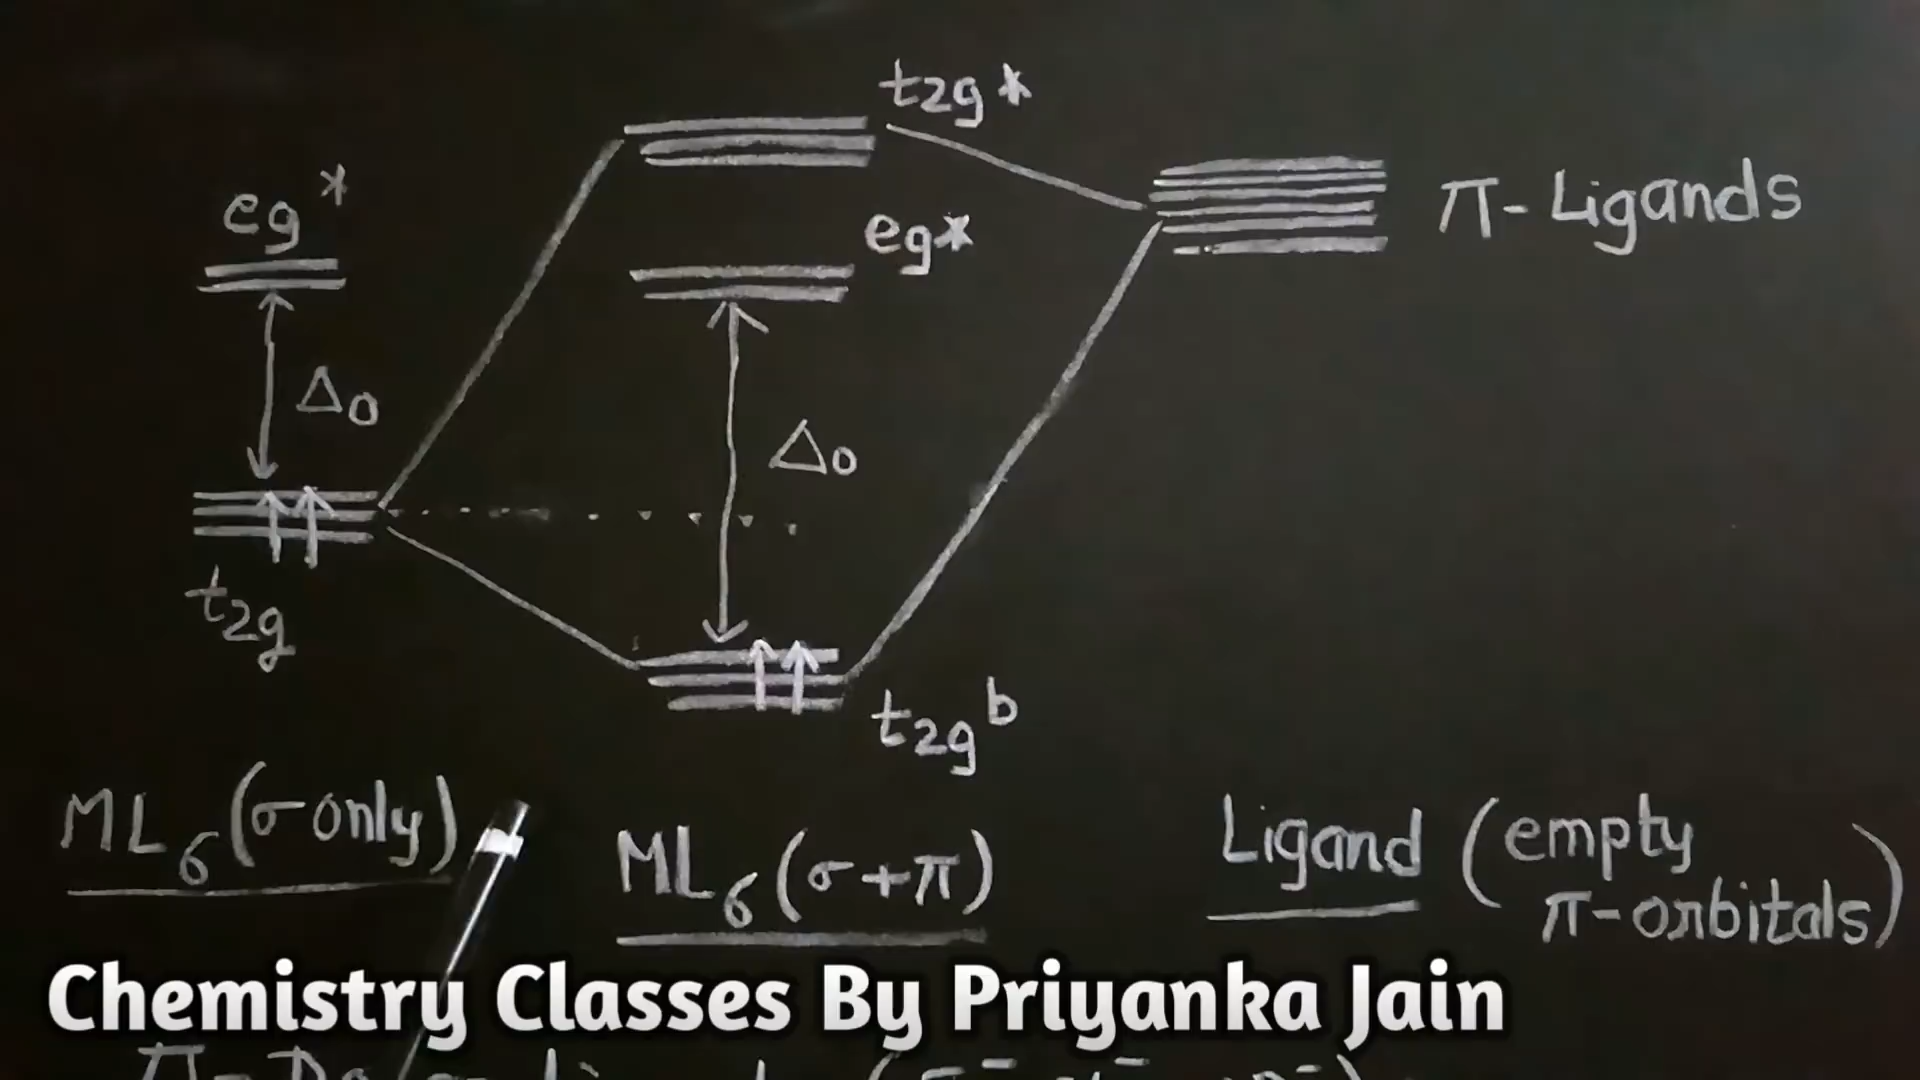 t2g*
eg*
π- Ligands
eg*
Δo
Δo
t2g
t2g b
ML6 (σ only)
ML6 (σ+π)
Ligand (empty
π-orbitals)
Chemistry Classes By Priyanka Jain